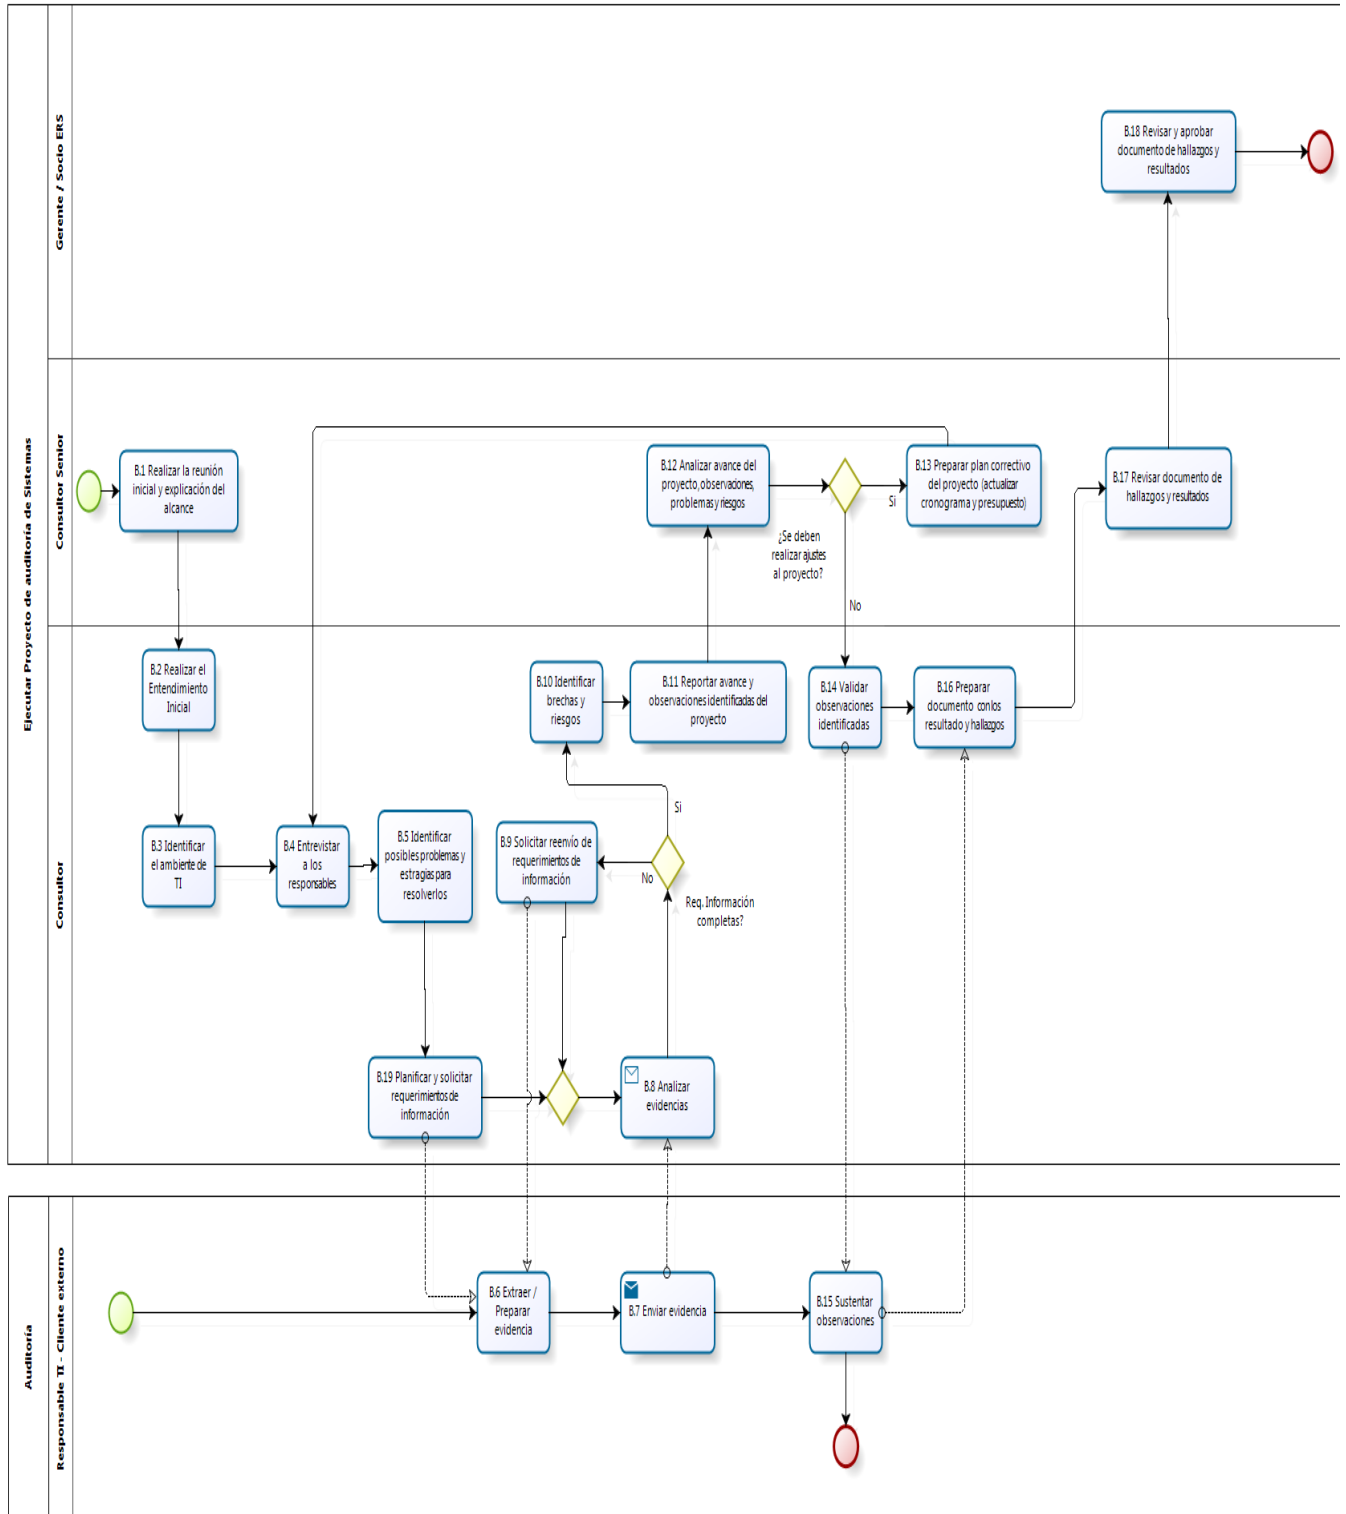 Ejecutar Proyecto de auditoría de Sistemas
Gerente / Socio ERS
B.18 Revisar y aprobar
documento de hallazgos y
resultados
Consultor Senior
B.1 Realizar la reunión
inicial y explicación del
alcance
B.12 Analizar avance del
proyecto, observaciones,
problemas y riesgos
¿Se deben
realizar ajustes
al proyecto?
Si
No
B.13 Preparar plan correctivo
del proyecto (actualizar
cronograma y presupuesto)
B.17 Revisar documento de
hallazgos y resultados
Consultor
B.2 Realizar el
Entendimiento
Inicial
B.3 Identificar
el ambiente de
TI
B.4 Entrevistar
a los
responsables
B.5 Identificar
posibles problemas y
estragias para
resolverlos
B.19 Planificar y solicitar
requerimientos de
información
B.9 Solicitar reenvío de
requerimientos de
información
No
Si
Req. Información
completas?
B.8 Analizar
evidencias
B.10 Identificar
brechas y
riesgos
B.11 Reportar avance y
observaciones identificadas del
proyecto
B.14 Validar
observaciones
identificadas
B.16 Preparar
documento con los
resultado y hallazgos
Auditoría
Responsable TI - Cliente externo
B.6 Extraer /
Preparar
evidencia
B.7 Enviar evidencia
B.15 Sustentar
observaciones